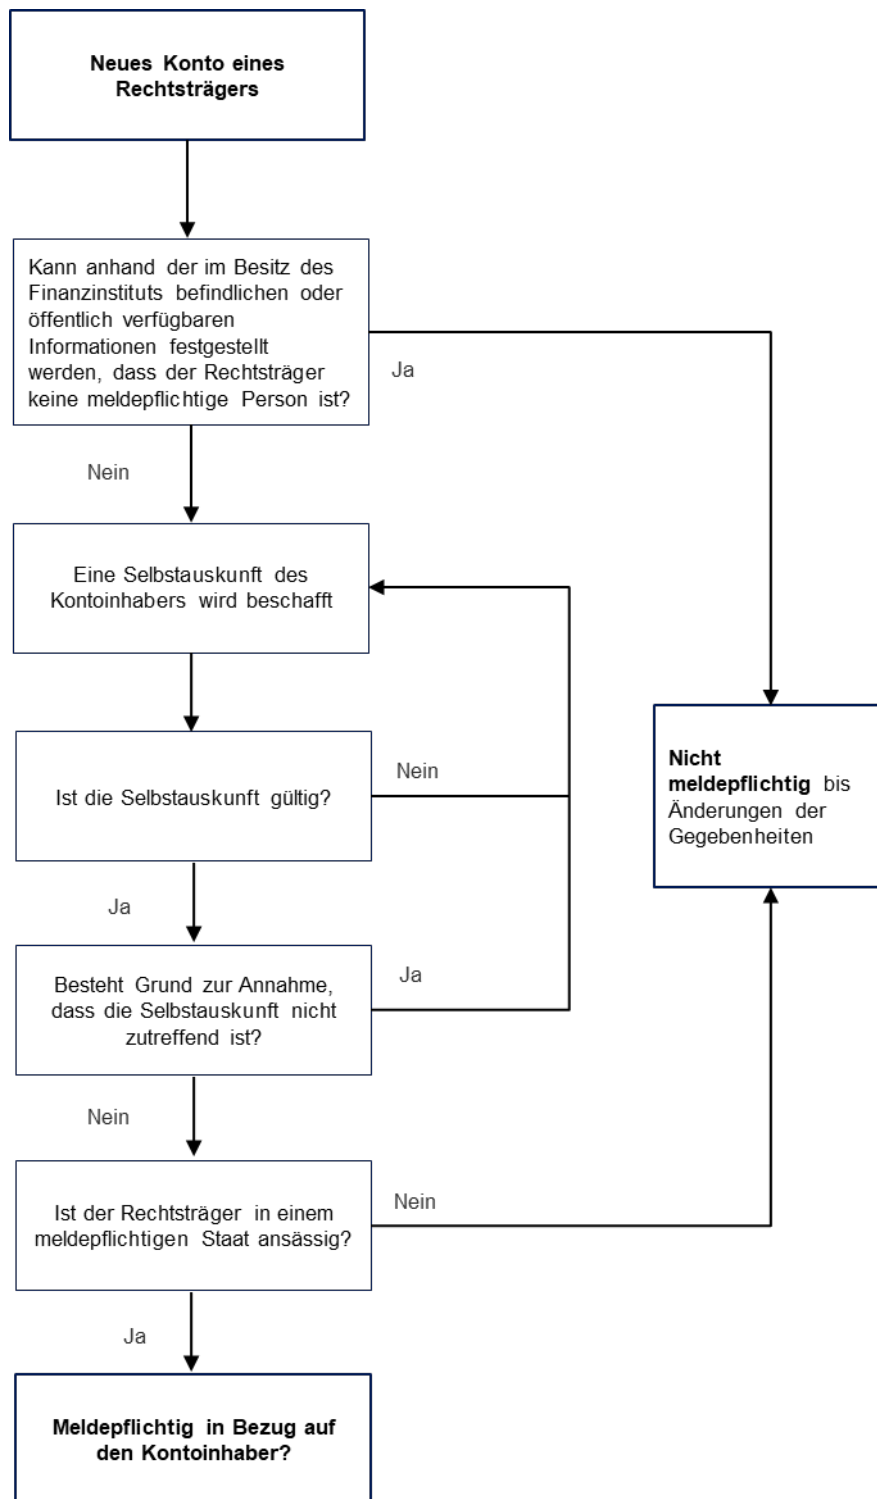 Neues Konto eines
Rechtsträgers
Kann anhand der im Besitz des
Finanzinstituts befindlichen oder
öffentlich verfügbaren
Informationen festgestellt
werden, dass der Rechtsträger
keine meldepflichtige Person ist?
Ja
Nein
Eine Selbstauskunft des
Kontoinhabers wird beschafft
Ist die Selbstauskunft gültig?
Nein
Nicht
meldepflichtig bis
Änderungen der
Gegebenheiten
Ja
Besteht Grund zur Annahme,
dass die Selbstauskunft nicht
zutreffend ist?
Ja
Nein
Ist der Rechtsträger in einem
meldepflichtigen Staat ansässig?
Nein
Ja
Meldepflichtig in Bezug auf
den Kontoinhaber?